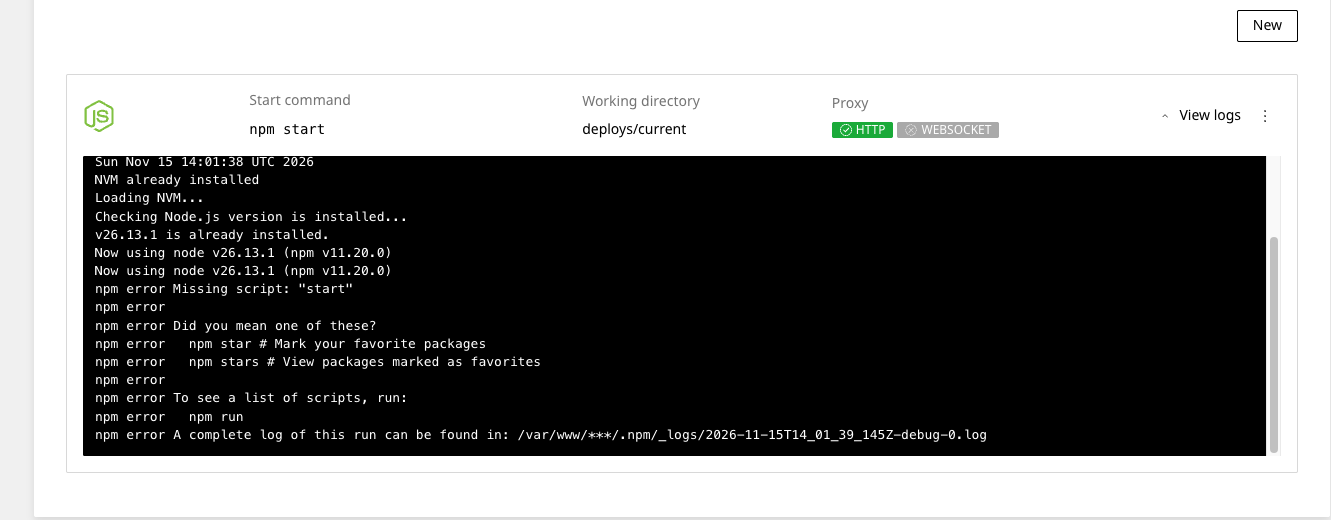 New
Start command
Working directory
Proxy
JS
npm start
deploys/current
HTTP
WEBSOCKET
View logs
Sun Nov 15 14:01:38 UTC 2026
NVM already installed
Loading NVM...
Checking Node.js version is installed...
v26.13.1 is already installed.
Now using node v26.13.1 (npm v11.20.0)
Now using node v26.13.1 (npm v11.20.0)
npm error Missing script: "start"
npm error
npm error Did you mean one of these?
npm error   npm star # Mark your favorite packages
npm error   npm stars # View packages marked as favorites
npm error
npm error To see a list of scripts, run:
npm error   npm run
npm error A complete log of this run can be found in: /var/www/***/.npm/_logs/2026-11-15T14_01_39_145Z-debug-0.log